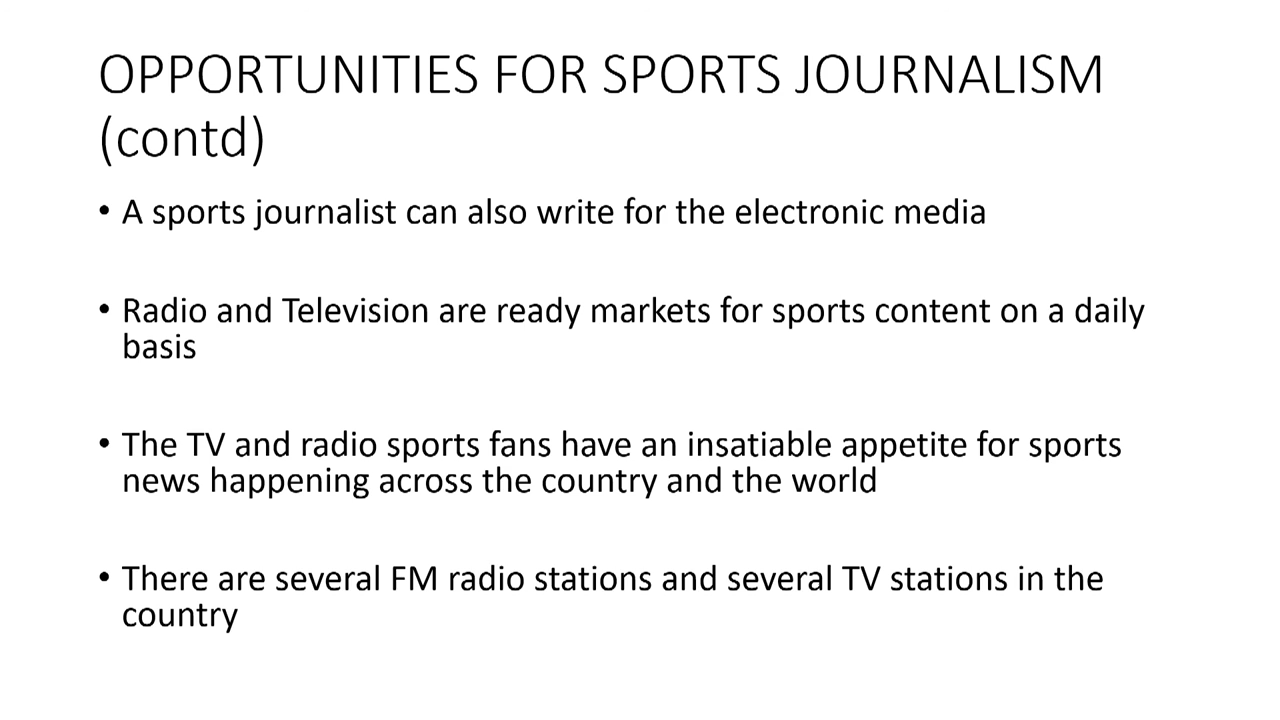 OPPORTUNITIES FOR SPORTS JOURNALISM
(contd)
• A sports journalist can also write for the electronic media
• Radio and Television are ready markets for sports content on a daily
basis
• The TV and radio sports fans have an insatiable appetite for sports
news happening across the country and the world
• There are several FM radio stations and several TV stations in the
country